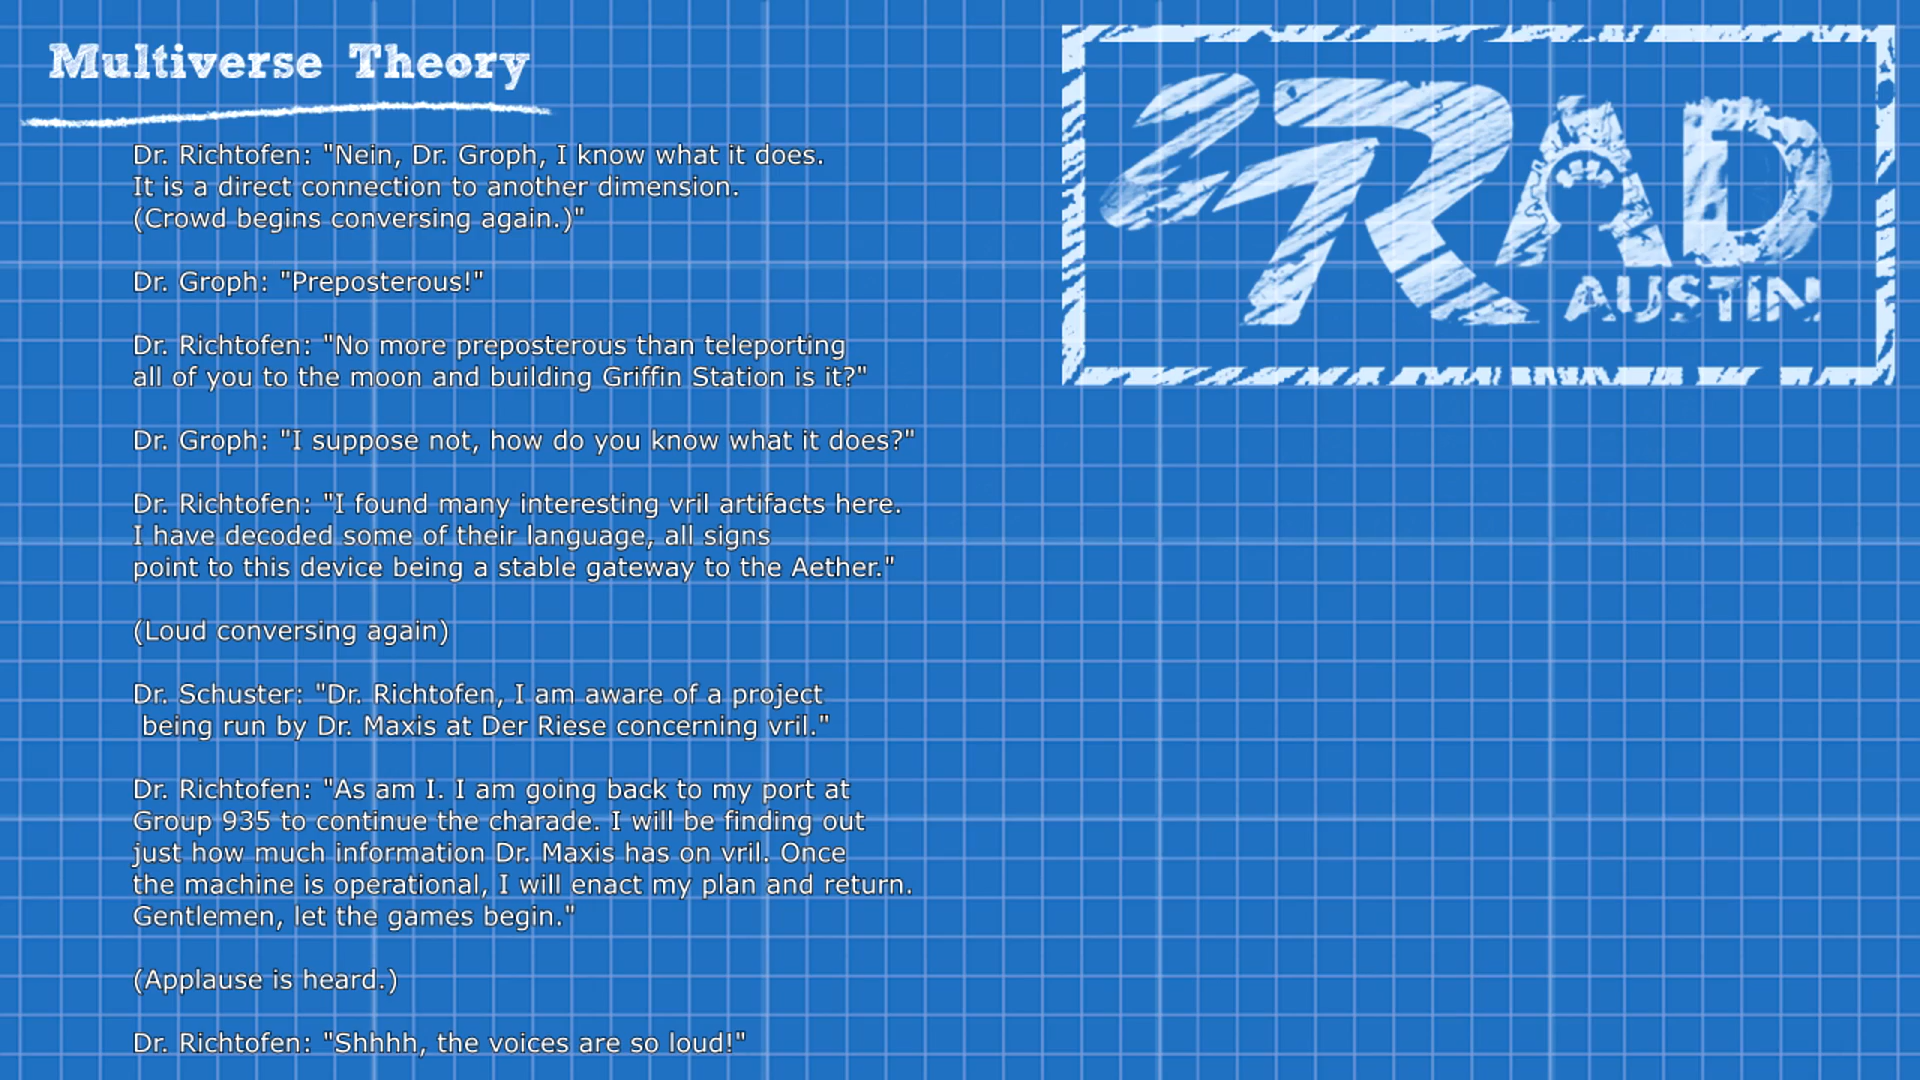 Multiverse Theory
RAD
AUSTIN
Dr. Richtofen: "Nein, Dr. Groph, I know what it does.
It is a direct connection to another dimension.
(Crowd begins conversing again.)"
Dr. Groph: "Preposterous!"
Dr. Richtofen: "No more preposterous than teleporting
all of you to the moon and building Griffin Station is it?"
Dr. Groph: "I suppose not, how do you know what it does?"
Dr. Richtofen: "I found many interesting vril artifacts here.
I have decoded some of their language, all signs
point to this device being a stable gateway to the Aether."
(Loud conversing again)
Dr. Schuster: "Dr. Richtofen, I am aware of a project
being run by Dr. Maxis at Der Riese concerning vril."
Dr. Richtofen: "As am I. I am going back to my port at
Group 935 to continue the charade. I will be finding out
just how much information Dr. Maxis has on vril. Once
the machine is operational, I will enact my plan and return.
Gentlemen, let the games begin."
(Applause is heard.)
Dr. Richtofen: "Shhhh, the voices are so loud!"